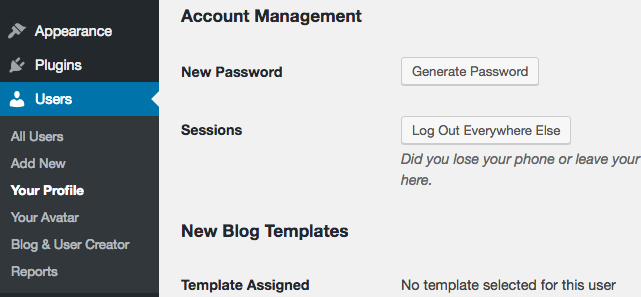 Appearance
Plugins
Users
All Users
Add New
Your Profile
Your Avatar
Blog & User Creator
Reports
Account Management
New Password
Generate Password
Sessions
Log Out Everywhere Else
Did you lose your phone or leave your
here.
New Blog Templates
Template Assigned
No template selected for this user